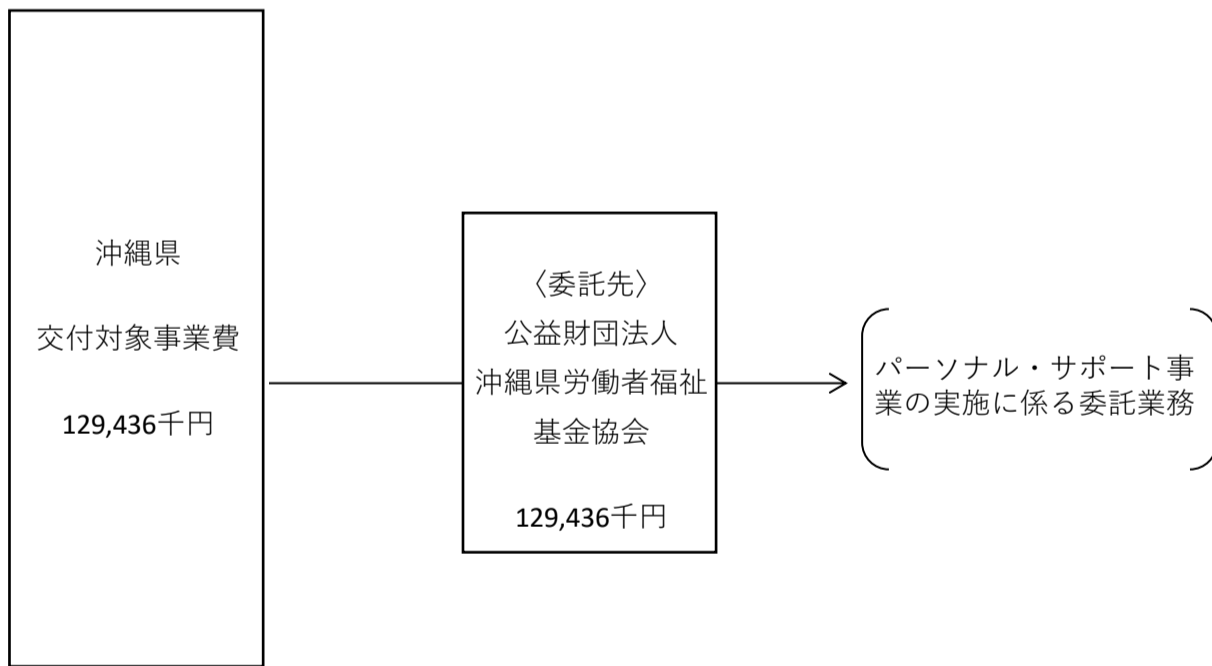 沖縄県
交付対象事業費
129,436千円
〈委託先〉
公益財団法人
沖縄県労働者福祉
基金協会
129,436千円
パーソナル・サポート事
業の実施に係る委託業務